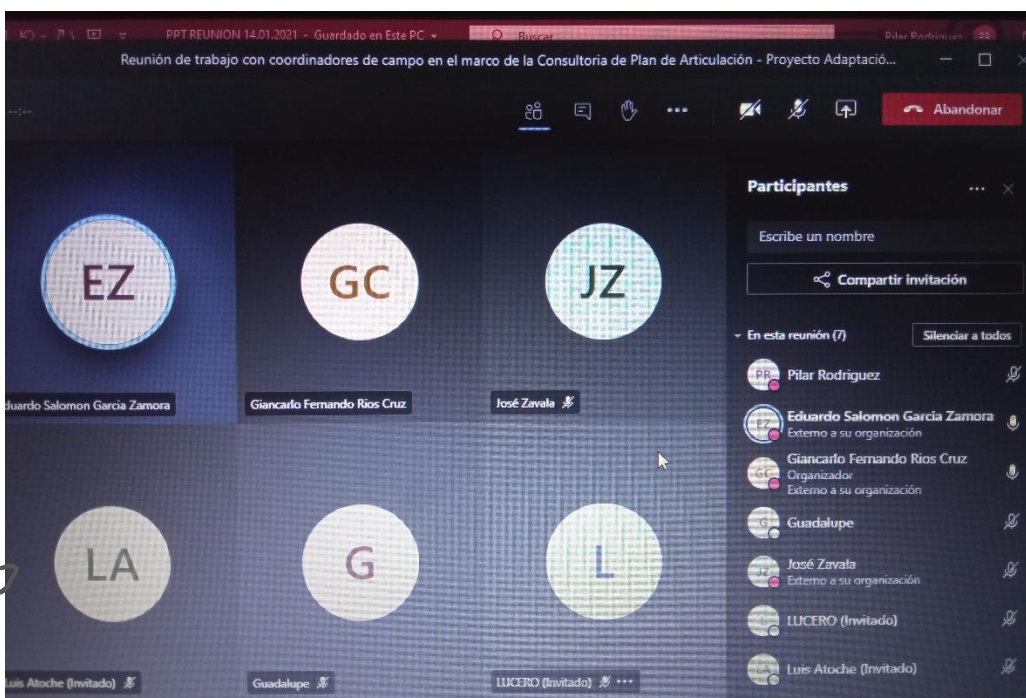 PPT REUNION 14.01.2021 - Guardado en Este PC
Buscar
Pilar Rodriguez
Reunión de trabajo con coordinadores de campo en el marco de la Consultoria de Plan de Articulación - Proyecto Adaptació...
--:--
Abandonar
Participantes
Escribe un nombre
Compartir invitación
En esta reunión (7)
Silenciar a todos
PR
Pilar Rodriguez
EZ
Eduardo Salomon Garcia Zamora
Externo a su organización
GC
Giancarlo Fernando Rios Cruz
Organizador
Externo a su organización
G
Guadalupe
JZ
José Zavala
Externo a su organización
L
LUCERO (Invitado)
LA
Luis Atoche (Invitado)
EZ
duardo Salomon Garcia Zamora
GC
Giancarlo Fernando Rios Cruz
JZ
José Zavala
LA
Luis Atoche (Invitado)
G
Guadalupe
L
LUCERO (Invitado)